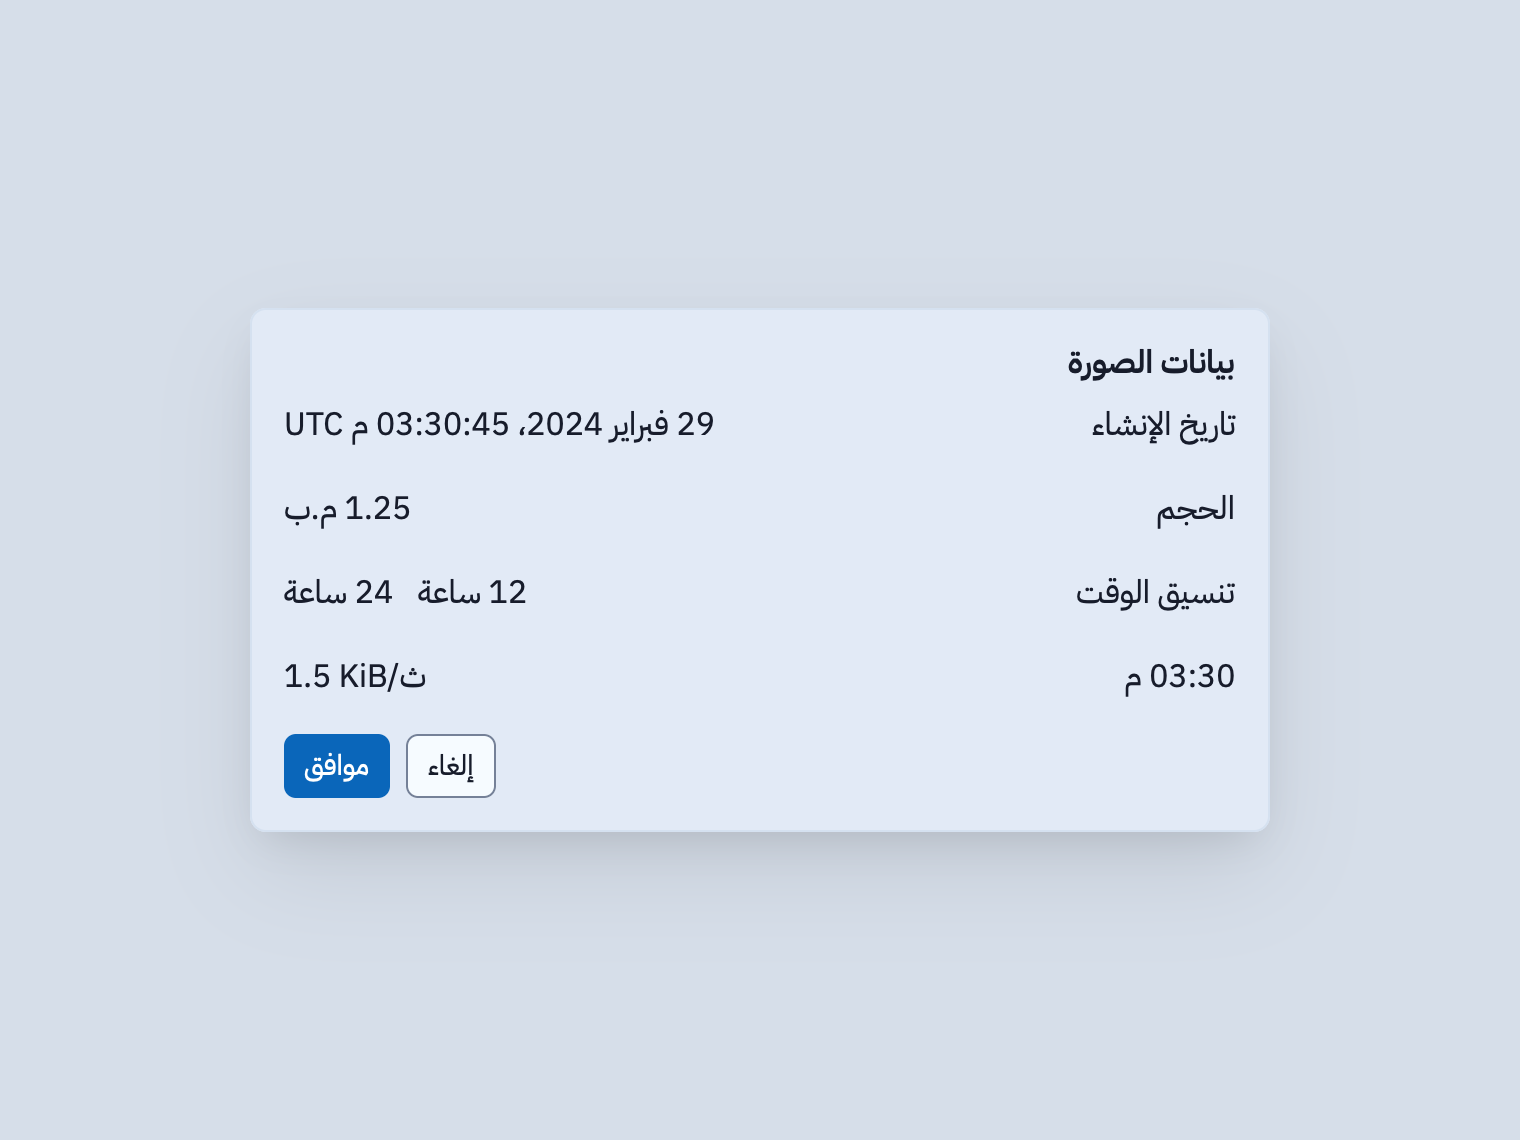 بيانات الصورة
تاريخ الإنشاء 29 فبراير 2024، 03:30:45 م UTC
الحجم 1.25 م.ب
تنسيق الوقت 12 ساعة 24 ساعة
03:30 م 1.5 KiB/ث
إلغاء موافق